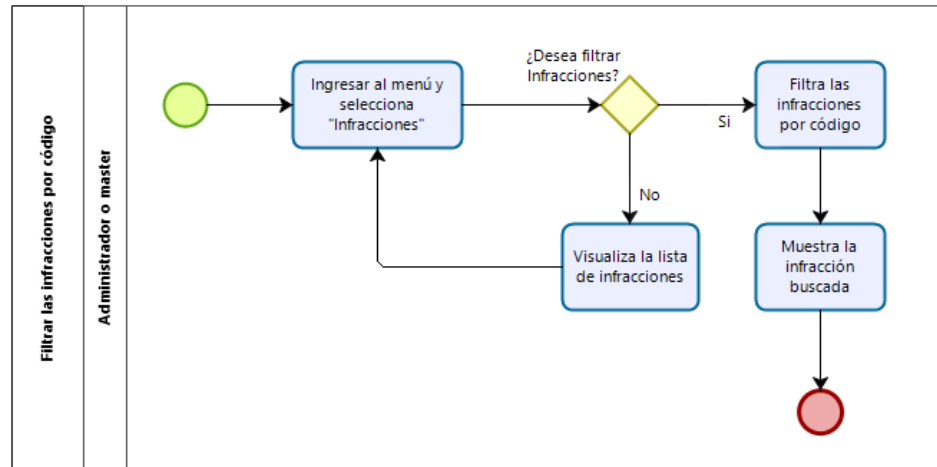 Filtrar las infracciones por código
Administrador o master
Ingresar al menú y
selecciona
"Infracciones"
¿Desea filtrar
Infracciones?
Si
No
Filtra las
infracciones
por código
Visualiza la lista
de infracciones
Muestra la
infracción
buscada